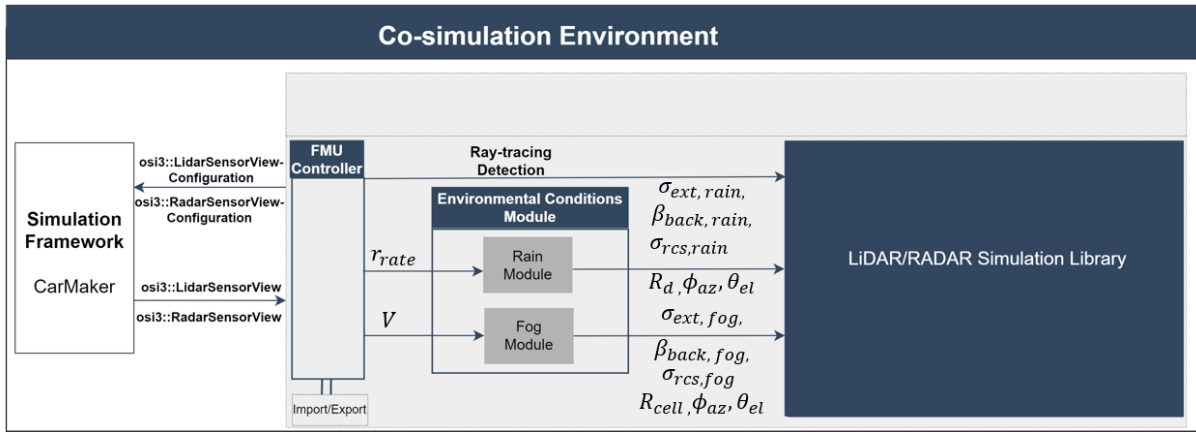 Co-simulation Environment
osi3::LidarSensorView-
Configuration
osi3::RadarSensorView-
Configuration
Simulation
Framework
CarMaker
osi3::LidarSensorView
osi3::RadarSensorView
FMU
Controller
Import/Export
Ray-tracing
Detection
r_rate
V
Environmental Conditions
Module
Rain
Module
Fog
Module
σ_ext,rain,
β_back,rain,
σ_rcs,rain
R_d,ϕ_az,θ_el
σ_ext,fog,
β_back,fog,
σ_rcs,fog
R_cell,ϕ_az,θ_el
LiDAR/RADAR Simulation Library